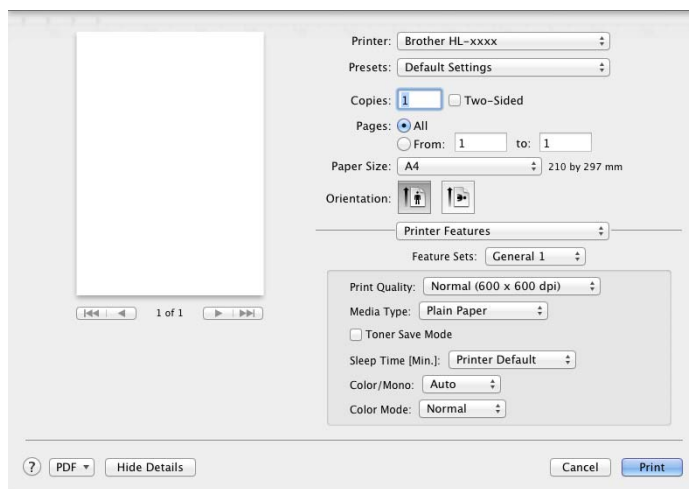 Printer: Brother HL-xxxx
Presets: Default Settings
Copies: 1 Two-Sided
Pages: All
From: 1 to: 1
Paper Size: A4 210 by 297 mm
Orientation:
Printer Features
Feature Sets: General 1
Print Quality: Normal (600 x 600 dpi)
Media Type: Plain Paper
Toner Save Mode
Sleep Time [Min.]: Printer Default
Color/Mono: Auto
Color Mode: Normal
1 of 1
? PDF Hide Details Cancel Print